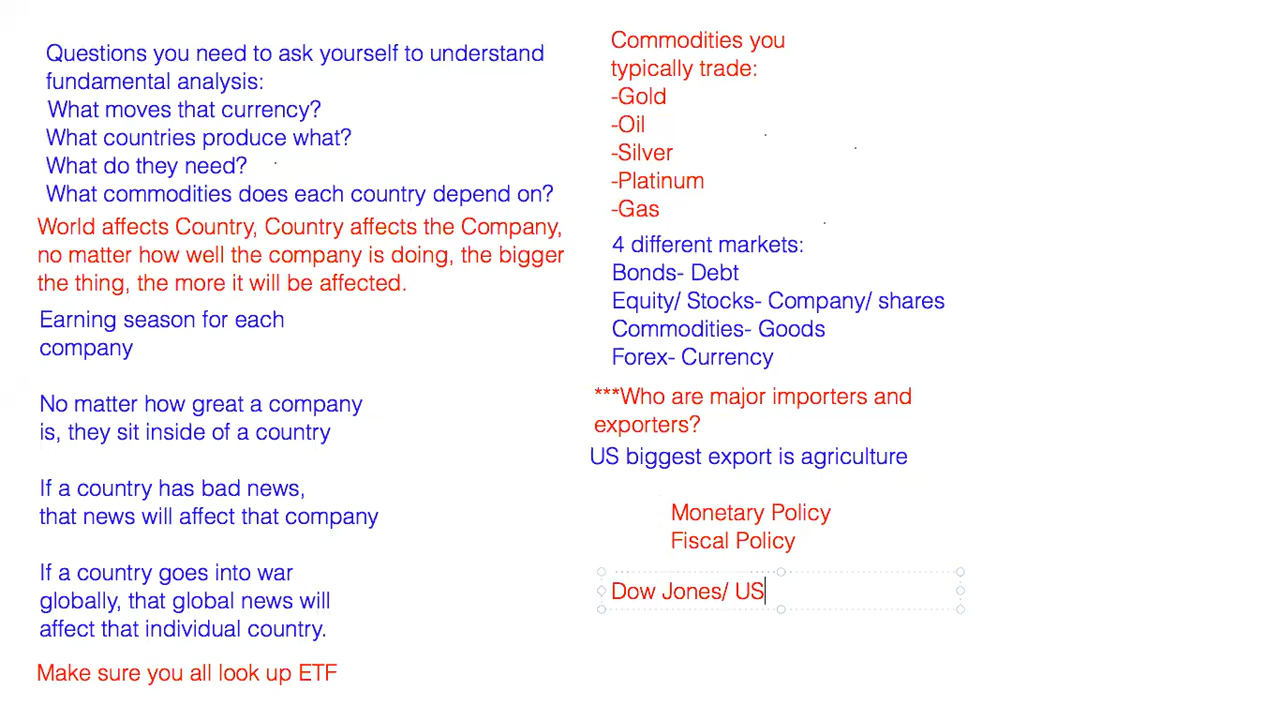 Questions you need to ask yourself to understand
fundamental analysis:
What moves that currency?
What countries produce what?
What do they need?
What commodities does each country depend on?
World affects Country, Country affects the Company,
no matter how well the company is doing, the bigger
the thing, the more it will be affected.
Earning season for each
company
No matter how great a company
is, they sit inside of a country
If a country has bad news,
that news will affect that company
If a country goes into war
globally, that global news will
affect that individual country.
Make sure you all look up ETF
Commodities you
typically trade:
-Gold
-Oil
-Silver
-Platinum
-Gas
4 different markets:
Bonds- Debt
Equity/ Stocks- Company/ shares
Commodities- Goods
Forex- Currency
***Who are major importers and
exporters?
US biggest export is agriculture
Monetary Policy
Fiscal Policy
Dow Jones/ US